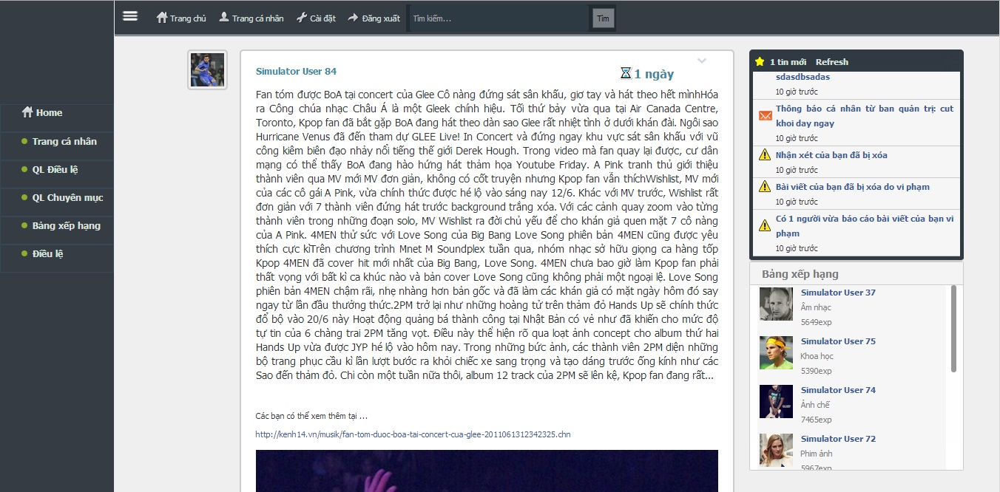 Trang chủ
Trang cá nhân
Cài đặt
Đăng xuất
Tìm kiếm...
Tìm
Home
Trang cá nhân
QL Điều lệ
QL Chuyên mục
Bảng xếp hạng
Điều lệ
Simulator User 84
1 ngày
Fan tóm được BoA tại concert của Glee Cô nàng đứng sát sân khấu, giơ tay và hát theo hết mìnhHóa
ra Công chúa nhạc Châu Á là một Gleek chính hiệu. Tối thứ bảy vừa qua tại Air Canada Centre,
Toronto, Kpop fan đã bắt gặp BoA đang hát theo dàn sao Glee rất nhiệt tình ở dưới khán đài. Ngôi sao
Hurricane Venus đã đến tham dự GLEE Live! In Concert và đứng ngay khu vực sát sân khấu với vũ
công kiêm biên đạo nhảy nổi tiếng thế giới Derek Hough. Trong video mà fan quay lại được, cư dân
mạng có thể thấy BoA đang hào hứng hát thảm họa Youtube Friday. A Pink tranh thủ giới thiệu
thành viên qua MV mới MV đơn giản, không có cốt truyện nhưng Kpop fan vẫn thíchWishlist, MV mới
của các cô gái A Pink, vừa chính thức được hé lộ vào sáng nay 12/6. Khác với MV trước, Wishlist rất
đơn giản với 7 thành viên đứng hát trước background trắng xóa. Với các cảnh quay zoom vào từng
thành viên trong những đoạn solo, MV Wishlist ra đời chủ yếu để cho khán giả quen mặt 7 cô nàng
của A Pink. 4MEN thử sức với Love Song của Big Bang Love Song phiên bản 4MEN cũng được yêu
thích cực kìTrên chương trình Mnet M Soundplex tuần qua, nhóm nhạc sở hữu giọng ca hàng tốp
Kpop 4MEN đã cover hit mới nhất của Big Bang, Love Song. 4MEN chưa bao giờ làm Kpop fan phải
thất vọng với bất kì ca khúc nào và bản cover Love Song cũng không phải một ngoại lệ. Love Song
phiên bản 4MEN chậm rãi, nhẹ nhàng hơn bản gốc và đã làm các khán giả có mặt ngày hôm đó say
ngay từ lần đầu thưởng thức.2PM trở lại như những hoàng tử trên thảm đỏ Hands Up sẽ chính thức
đổ bộ vào 20/6 này Hoạt động quảng bá thành công tại Nhật Bản có vẻ như đã khiến cho mức độ
tự tin của 6 chàng trai 2PM tăng vọt. Điều này thể hiện rõ qua loạt ảnh concept cho album thứ hai
Hands Up vừa được JYP hé lộ vào hôm nay. Trong những bức ảnh, các thành viên 2PM diện những
bộ trang phục cầu kì lần lượt bước ra khỏi chiếc xe sang trọng và tạo dáng trước ống kính như các
Sao đến thảm đỏ. Chỉ còn một tuần nữa thôi, album 12 track của 2PM sẽ lên kệ, Kpop fan đang rất...
Các bạn có thể xem thêm tại ...
http://kenh14.vn/musik/fan-tom-duoc-boa-tai-concert-cua-glee-2011061312342325.chn
1 tin mới Refresh
sdasdbsadas
10 giờ trước
Thông báo cá nhân từ ban quản trị: cut
khoi day ngay
10 giờ trước
Nhận xét của bạn đã bị xóa
10 giờ trước
Bài viết của bạn đã bị xóa do vi phạm
10 giờ trước
Có 1 người vừa báo cáo bài viết của bạn vi
phạm
10 giờ trước
Bảng xếp hạng
Simulator User 37
Âm nhạc
5649exp
Simulator User 75
Khoa học
5390exp
Simulator User 74
Ảnh chế
7465exp
Simulator User 72
Phim ảnh
5967exp